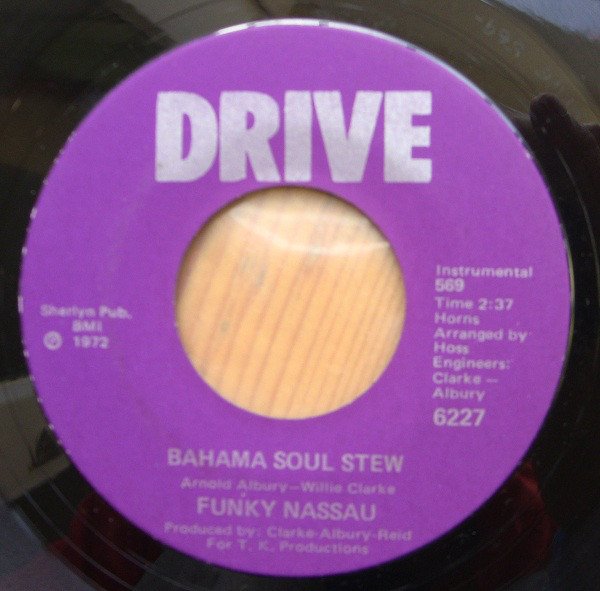 DRIVE
Instrumental
569
Time 2:37
Horns
Arranged by
Hoss
Engineers:
Clarke –
Albury
6227
Sherlyn Pub.
BMI
℗ 1972
BAHAMA SOUL STEW
Arnold Albury—Willie Clarke
FUNKY NASSAU
Produced by: Clarke-Albury-Reid
For T. K. Productions